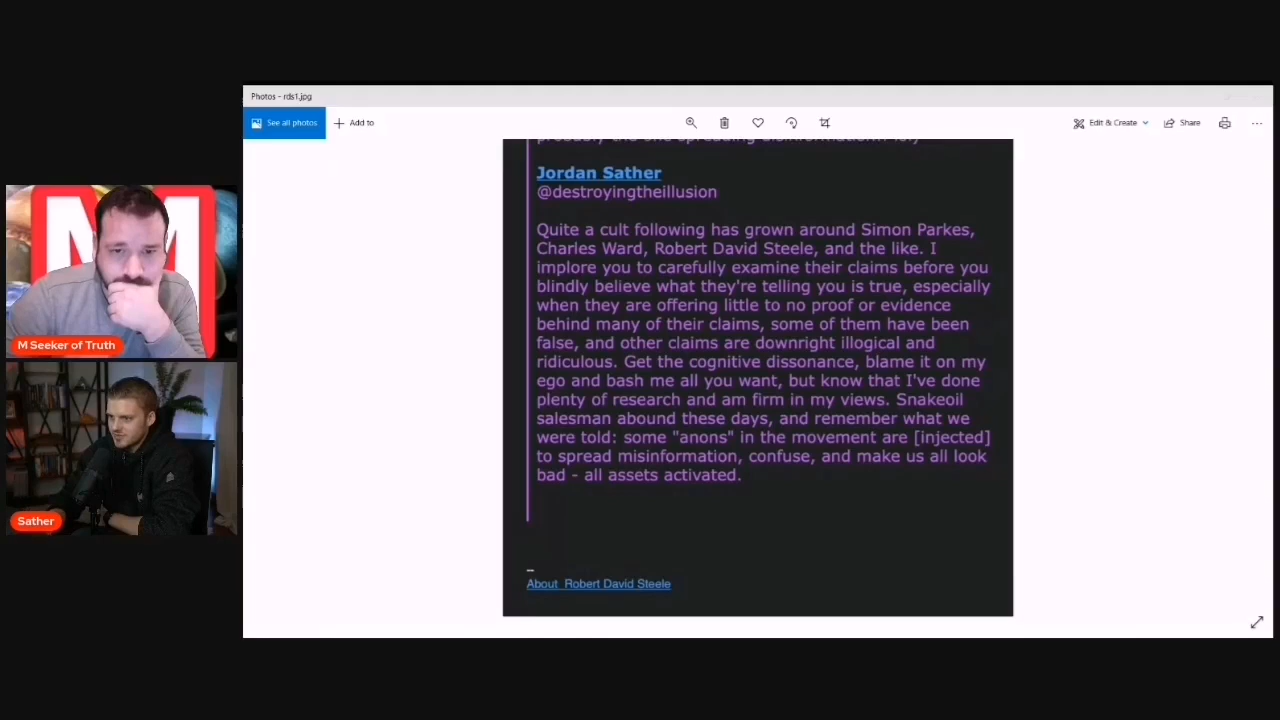 Photos - rds1.jpg
See all photos
Add to
Edit & Create
Share
Jordan Sather
@destroyingtheillusion
Quite a cult following has grown around Simon Parkes,
Charles Ward, Robert David Steele, and the like. I
implore you to carefully examine their claims before you
blindly believe what they're telling you is true, especially
when they are offering little to no proof or evidence
behind many of their claims, some of them have been
false, and other claims are downright illogical and
ridiculous. Get the cognitive dissonance, blame it on my
ego and bash me all you want, but know that I've done
plenty of research and am firm in my views. Snakeoil
salesman abound these days, and remember what we
were told: some "anons" in the movement are [injected]
to spread misinformation, confuse, and make us all look
bad - all assets activated.
–
About Robert David Steele
M
M Seeker of Truth
Sather